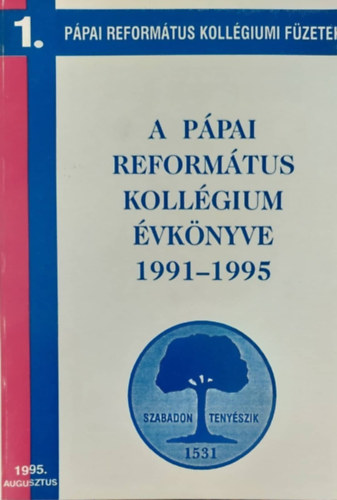 1. PÁPAI REFORMÁTUS KOLLÉGIUMI FÜZETEK
A PÁPAI
REFORMÁTUS
KOLLÉGIUM
ÉVKÖNYVE
1991–1995
SZABADON TENYÉSZIK
1531
1995.
AUGUSZTUS